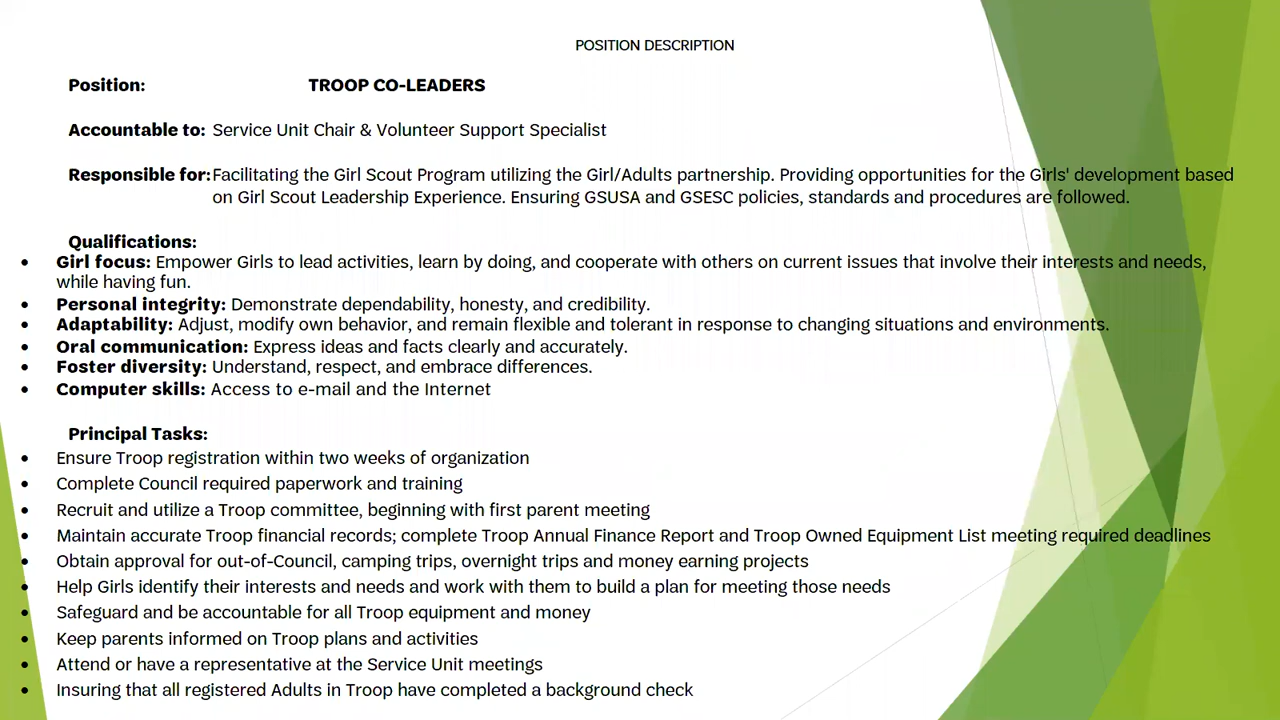 POSITION DESCRIPTION
Position: TROOP CO-LEADERS
Accountable to: Service Unit Chair & Volunteer Support Specialist
Responsible for: Facilitating the Girl Scout Program utilizing the Girl/Adults partnership. Providing opportunities for the Girls' development based
on Girl Scout Leadership Experience. Ensuring GSUSA and GSESC policies, standards and procedures are followed.
Qualifications:
• Girl focus: Empower Girls to lead activities, learn by doing, and cooperate with others on current issues that involve their interests and needs,
while having fun.
• Personal integrity: Demonstrate dependability, honesty, and credibility.
• Adaptability: Adjust, modify own behavior, and remain flexible and tolerant in response to changing situations and environments.
• Oral communication: Express ideas and facts clearly and accurately.
• Foster diversity: Understand, respect, and embrace differences.
• Computer skills: Access to e-mail and the Internet
Principal Tasks:
• Ensure Troop registration within two weeks of organization
• Complete Council required paperwork and training
• Recruit and utilize a Troop committee, beginning with first parent meeting
• Maintain accurate Troop financial records; complete Troop Annual Finance Report and Troop Owned Equipment List meeting required deadlines
• Obtain approval for out-of-Council, camping trips, overnight trips and money earning projects
• Help Girls identify their interests and needs and work with them to build a plan for meeting those needs
• Safeguard and be accountable for all Troop equipment and money
• Keep parents informed on Troop plans and activities
• Attend or have a representative at the Service Unit meetings
• Insuring that all registered Adults in Troop have completed a background check